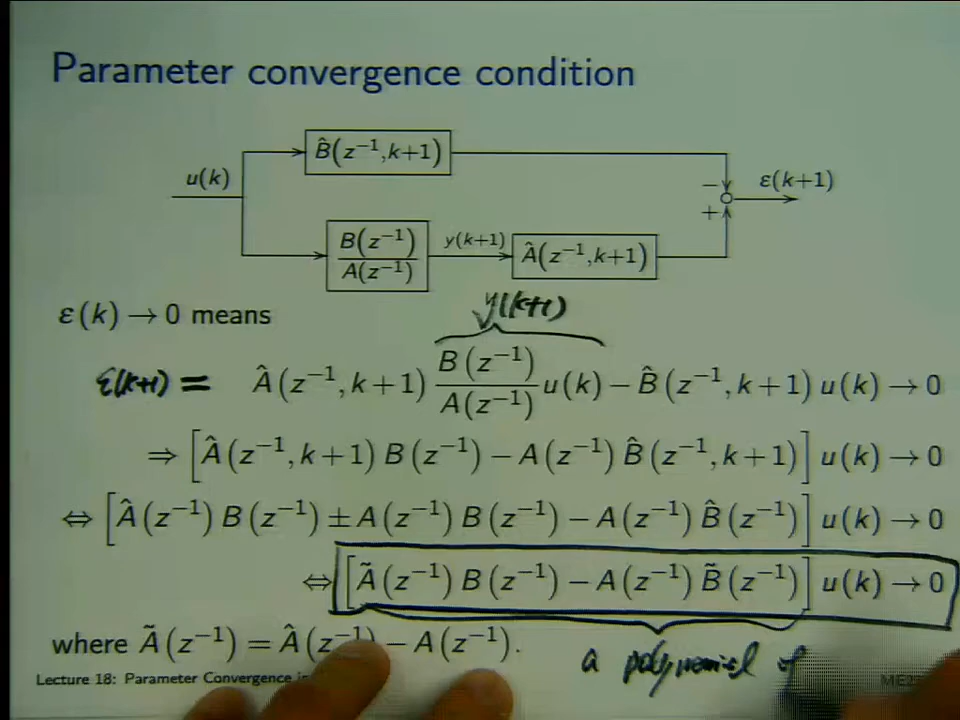 Parameter convergence condition
B̂(z⁻¹,k+1)
u(k)
− ε(k+1)
+
B(z⁻¹)
A(z⁻¹)
y(k+1)
Â(z⁻¹,k+1)
ε(k) → 0 means
y(k+1)
ε(k+1) = Â(z⁻¹, k+1) B(z⁻¹)/A(z⁻¹) u(k) − B̂(z⁻¹, k+1) u(k) → 0
⇒ [Â(z⁻¹, k+1) B(z⁻¹) − A(z⁻¹) B̂(z⁻¹, k+1)] u(k) → 0
⇔ [Â(z⁻¹) B(z⁻¹) ± A(z⁻¹) B(z⁻¹) − A(z⁻¹) B̂(z⁻¹)] u(k) → 0
⇔ [Ã(z⁻¹) B(z⁻¹) − A(z⁻¹) B̃(z⁻¹)] u(k) → 0
where Ã(z⁻¹) = Â(z⁻¹) − A(z⁻¹).
a polynomial of
Lecture 18: Parameter Convergence